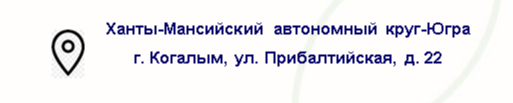 Ханты-Мансийский автономный круг-Югра
г. Когалым, ул. Прибалтийская, д. 22